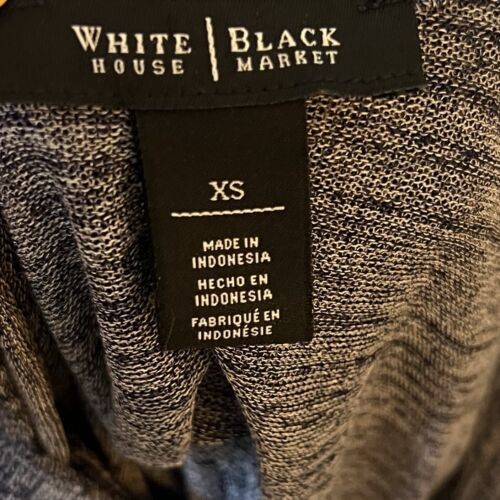 WHITE | BLACK
HOUSE | MARKET
XS
MADE IN
INDONESIA
HECHO EN
INDONESIA
FABRIQUÉ EN
INDONÉSIE